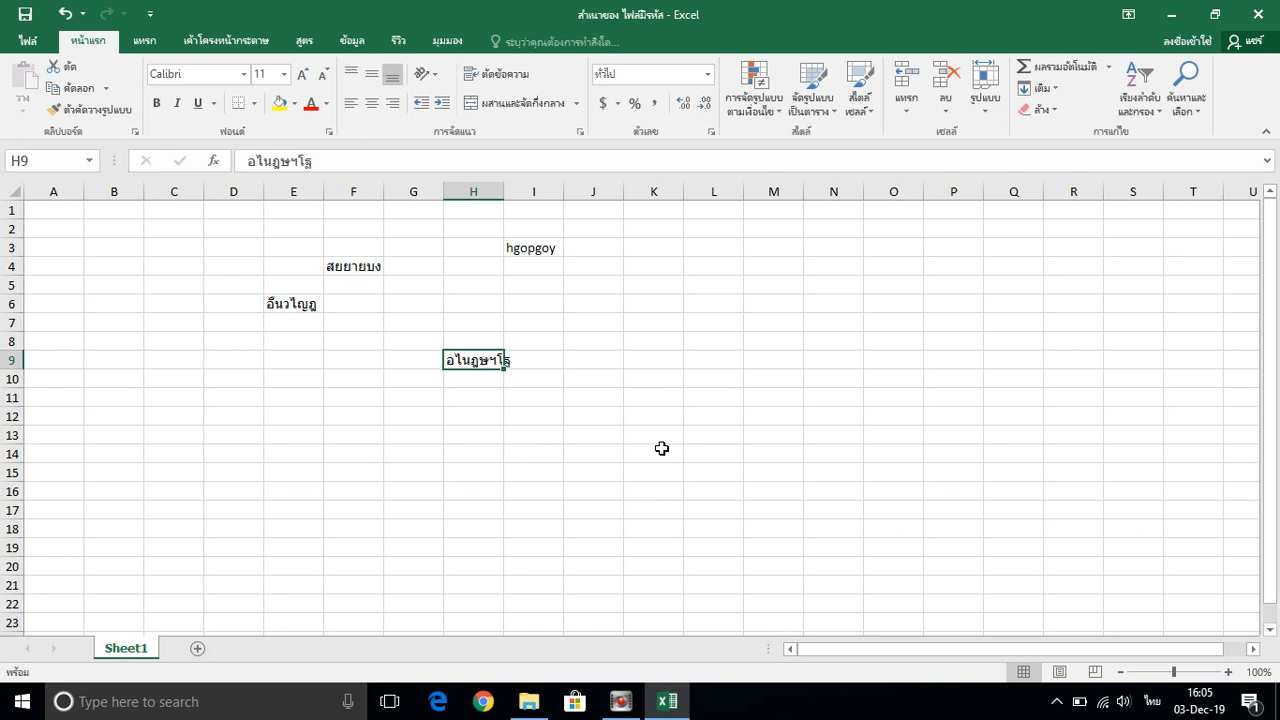 สำเนาของ ไฟล์มีรหัส - Excel
ไฟล์ หน้าแรก แทรก เค้าโครงหน้ากระดาษ สูตร ข้อมูล รีวิว มุมมอง ระบุว่าคุณต้องการทำสิ่งใด... ลงชื่อเข้าใช้ แชร์
วาง ตัด คัดลอก ตัวคัดวางรูปแบบ
Calibri 11
B I U
ตัดข้อความ
ผสานและจัดกึ่งกลาง
ทั่วไป
$ % ,
การจัดรูปแบบตามเงื่อนไข จัดรูปแบบเป็นตาราง สไตล์เซลล์
แทรก ลบ รูปแบบ
ผลรวมอัตโนมัติ
เติม
ล้าง
เรียงลำดับและกรอง ค้นหาและเลือก
คลิปบอร์ด ฟอนต์ การจัดแนว ตัวเลข สไตล์ เซลล์ การแก้ไข
H9 fx อไนฎษฯโฐ
A B C D E F G H I J K L M N O P Q R S T U
1
2
3 hgopgoy
4 สยยายบง
5
6 อืนวไญฎู
7
8
9 อไนฎษฯโฐ
10
11
12
13
14
15
16
17
18
19
20
21
22
23
Sheet1
พร้อม 100%
Type here to search ไทย 16:05
03-Dec-19 1